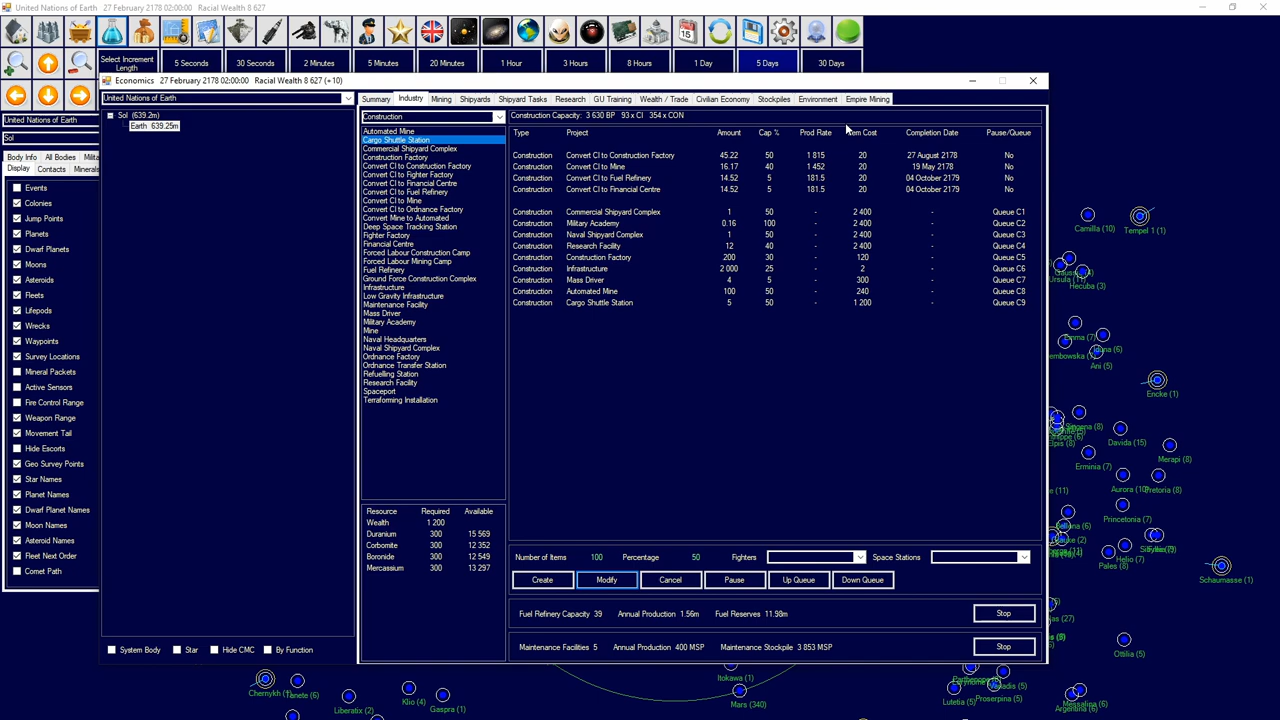 United Nations of Earth   27 February 2178 02:00:00   Racial Wealth 8 627
Select Increment Length
5 Seconds
30 Seconds
2 Minutes
5 Minutes
20 Minutes
1 Hour
3 Hours
8 Hours
1 Day
5 Days
30 Days
Economics   27 February 2178 02:00:00   Racial Wealth 8 627 (+10)
United Nations of Earth
Sol
Body Info All Bodies Milita
Display Contacts Minerals
Events
Colonies
Jump Points
Planets
Dwarf Planets
Moons
Asteroids
Fleets
Lifepods
Wrecks
Waypoints
Survey Locations
Mineral Packets
Active Sensors
Fire Control Range
Weapon Range
Movement Tail
Hide Escorts
Geo Survey Points
Star Names
Planet Names
Dwarf Planet Names
Moon Names
Asteroid Names
Fleet Next Order
Comet Path
United Nations of Earth
Sol (639.2m)
Earth 639.25m
System Body Star Hide CMC By Function
Summary Industry Mining Shipyards Shipyard Tasks Research GU Training Wealth / Trade Civilian Economy Stockpiles Environment Empire Mining
Construction
Automated Mine
Cargo Shuttle Station
Commercial Shipyard Complex
Construction Factory
Convert CI to Construction Factory
Convert CI to Fighter Factory
Convert CI to Financial Centre
Convert CI to Fuel Refinery
Convert CI to Mine
Convert CI to Ordnance Factory
Convert Mine to Automated
Deep Space Tracking Station
Fighter Factory
Financial Centre
Forced Labour Construction Camp
Forced Labour Mining Camp
Fuel Refinery
Ground Force Construction Complex
Infrastructure
Low Gravity Infrastructure
Maintenance Facility
Mass Driver
Military Academy
Mine
Naval Headquarters
Naval Shipyard Complex
Ordnance Factory
Ordnance Transfer Station
Refuelling Station
Research Facility
Spaceport
Terraforming Installation
Resource Required Available
Wealth 1 200
Duranium 300 15 569
Corbomite 300 12 352
Boronide 300 12 549
Mercassium 300 13 297
Construction Capacity: 3 630 BP   93 x CI   354 x CON
Type Project Amount Cap % Prod Rate Item Cost Completion Date Pause/Queue
Construction Convert CI to Construction Factory 45.22 50 1 815 20 27 August 2178 No
Construction Convert CI to Mine 16.17 40 1 452 20 19 May 2178 No
Construction Convert CI to Fuel Refinery 14.52 5 181.5 20 04 October 2179 No
Construction Convert CI to Financial Centre 14.52 5 181.5 20 04 October 2179 No
Construction Commercial Shipyard Complex 1 50 - 2 400 - Queue C1
Construction Military Academy 0.16 100 - 2 400 - Queue C2
Construction Naval Shipyard Complex 1 50 - 2 400 - Queue C3
Construction Research Facility 12 40 - 2 400 - Queue C4
Construction Construction Factory 200 30 - 120 - Queue C5
Construction Infrastructure 2 000 25 - 2 - Queue C6
Construction Mass Driver 4 5 - 300 - Queue C7
Construction Automated Mine 100 50 - 240 - Queue C8
Construction Cargo Shuttle Station 5 50 - 1 200 - Queue C9
Number of Items 100 Percentage 50 Fighters Space Stations
Create Modify Cancel Pause Up Queue Down Queue
Fuel Refinery Capacity 39 Annual Production 1.56m Fuel Reserves 11.98m Stop
Maintenance Facilities 5 Annual Production 400 MSP Maintenance Stockpile 3 853 MSP Stop
Camilla (10)
Tempel 1 (1)
Hecuba (3)
Emma (7)
Ani (5)
Encke (1)
Davida (15)
Merapi (8)
Erminia (7)
Aurora (10)
Pretoria (8)
Princetonia (7)
Helio (7)
Pales (8)
Schaumasse (1)
Ottilia (5)
Itokawa (1)
Mars (340)
Chernykh (1)
Liberatix (2)
Klio (4)
Gaspra (1)
Lutetia (5)
Proserpina (5)
Messalina (6)
Argentina (6)